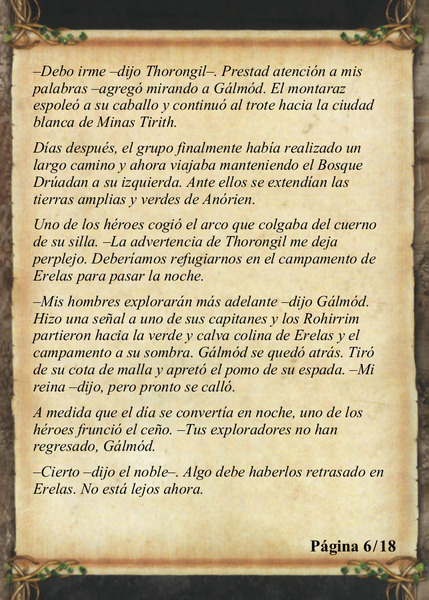 –Debo irme –dijo Thorongil–. Prestad atención a mis
palabras –agregó mirando a Gálmód. El montaraz
espoleó a su caballo y continuó al trote hacia la ciudad
blanca de Minas Tirith.
Días después, el grupo finalmente había realizado un
largo camino y ahora viajaba manteniendo el Bosque
Drúadan a su izquierda. Ante ellos se extendían las
tierras amplias y verdes de Anórien.
Uno de los héroes cogió el arco que colgaba del cuerno
de su silla. –La advertencia de Thorongil me deja
perplejo. Deberíamos refugiarnos en el campamento de
Erelas para pasar la noche.
–Mis hombres explorarán más adelante –dijo Gálmód.
Hizo una señal a uno de sus capitanes y los Rohirrim
partieron hacia la verde y calva colina de Erelas y el
campamento a su sombra. Gálmód se quedó atrás. Tiró
de su cota de malla y apretó el pomo de su espada. –Mi
reina –dijo, pero pronto se calló.
A medida que el día se convertía en noche, uno de los
héroes frunció el ceño. –Tus exploradores no han
regresado, Gálmód.
–Cierto –dijo el noble–. Algo debe haberlos retrasado en
Erelas. No está lejos ahora.
Página 6/18